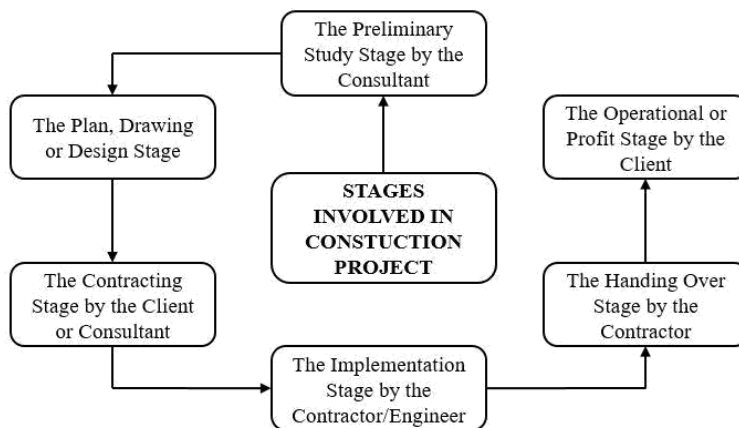 STAGES
INVOLVED IN
CONSTUCTION
PROJECT
The Preliminary
Study Stage by the
Consultant
The Plan, Drawing
or Design Stage
The Contracting
Stage by the Client
or Consultant
The Implementation
Stage by the
Contractor/Engineer
The Handing Over
Stage by the
Contractor
The Operational or
Profit Stage by the
Client